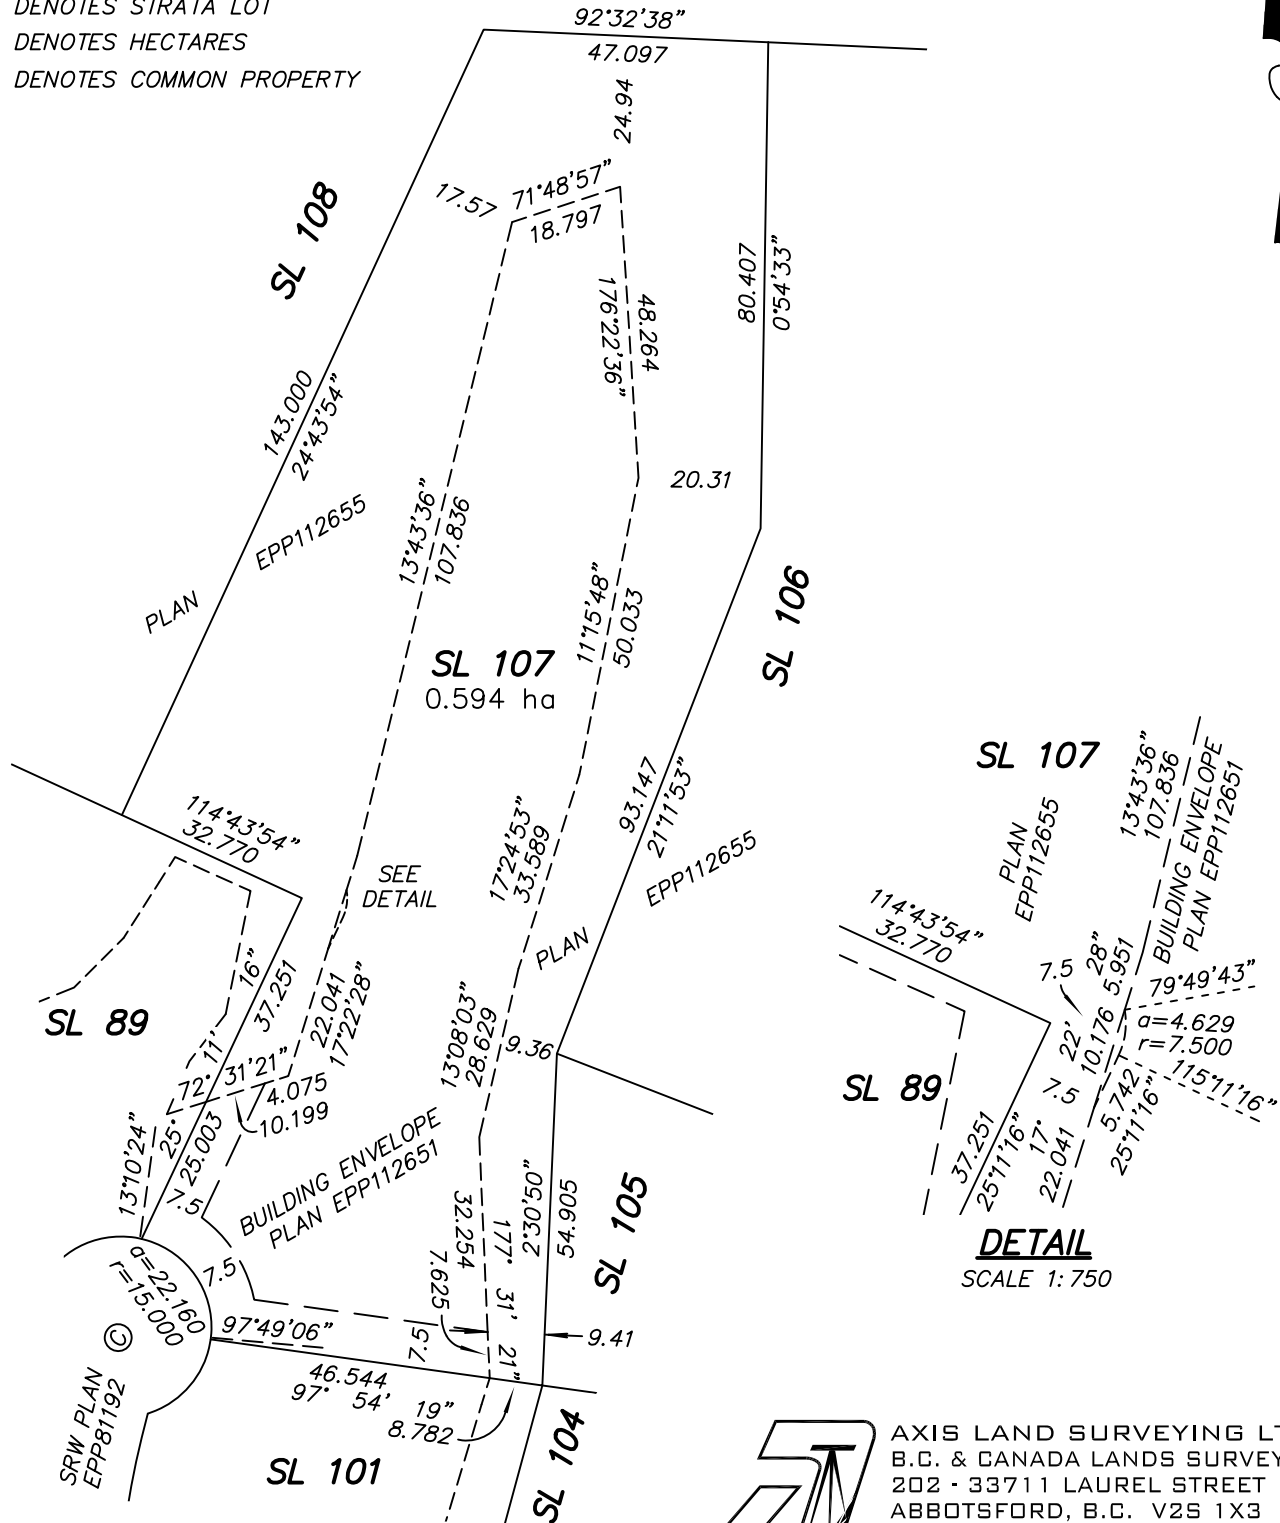 DENOTES STRATA LOT
DENOTES HECTARES
DENOTES COMMON PROPERTY
92°32'38"
47.097
24.94
SL 108
17.57
71°48'57"
18.797
80.407
0°54'33"
48.264
176°22'36"
143.000
24°43'54"
20.31
13°43'36"
107.836
PLAN EPP112655
11°15'48"
50.033
SL 106
SL 107
0.594 ha
93.147
21°11'53"
PLAN EPP112655
114°43'54"
32.770
SEE
DETAIL
17°24'53"
33.589
SL 89
37.251
25° 11' 16"
22.041
17°22'28"
13°08'03"
28.629
9.36
72° 31'21"
4.075
10.199
25.003
13°10'24"
7.5
BUILDING ENVELOPE
PLAN EPP112651
32.254
177° 31' 21"
2°30'50"
54.905
SL 105
7.625
7.5
a=22.160
r=15.000
97°49'06"
7.5
9.41
46.544
97° 54' 19"
8.782
C
SRW PLAN
EPP81192
SL 101
SL 104
SL 107
13°43'36"
107.836
BUILDING ENVELOPE
PLAN EPP112651
PLAN
EPP112655
114°43'54"
32.770
7.5
5.951
79°49'43"
10.176
17° 22' 28"
a=4.629
r=7.500
SL 89
7.5
5.742
25°11'16"
115°11'16"
37.251
25°11'16"
22.041
DETAIL
SCALE 1:750
AXIS LAND SURVEYING
B.C. & CANADA LANDS
202 - 33711 LAUREL STREET
ABBOTSFORD, B.C. V2S 1X3